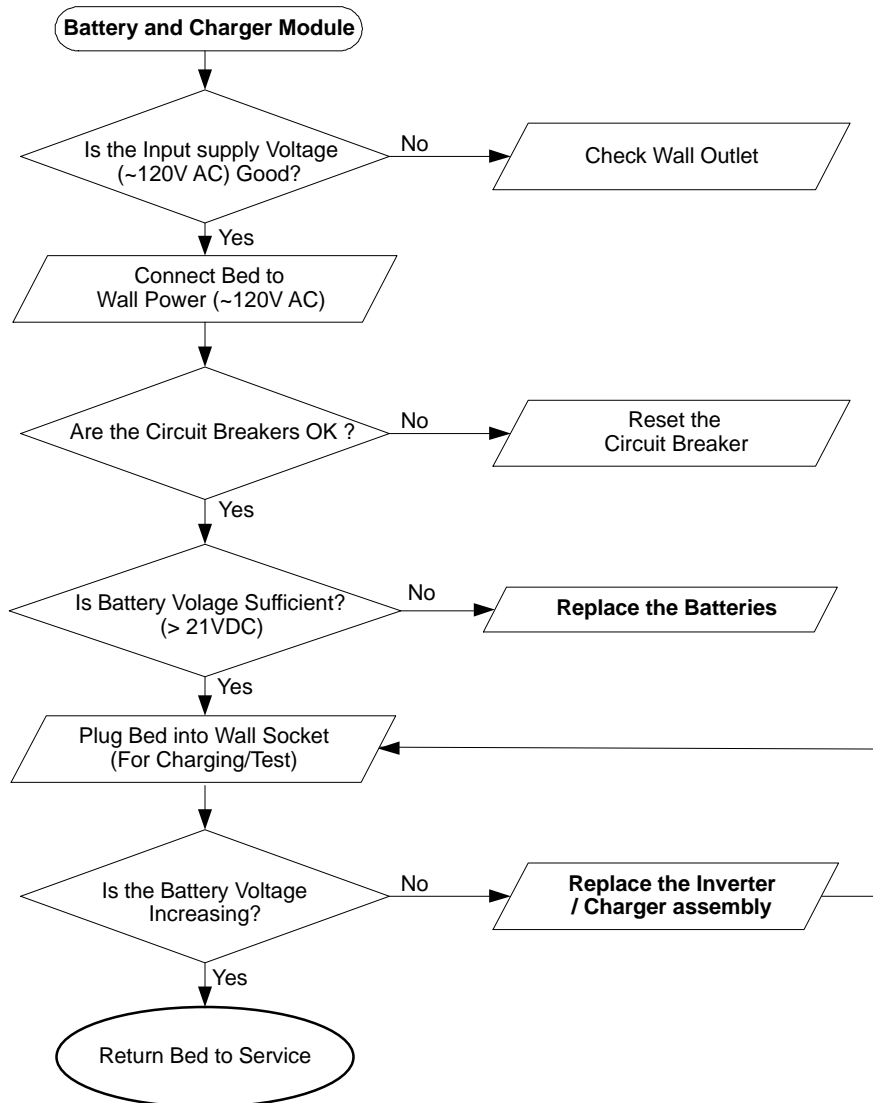 Battery and Charger Module
Is the Input supply Voltage
(~120V AC) Good?
No
Check Wall Outlet
Yes
Connect Bed to
Wall Power (~120V AC)
Are the Circuit Breakers OK ?
No
Reset the
Circuit Breaker
Yes
Is Battery Volage Sufficient?
(> 21VDC)
No
Replace the Batteries
Yes
Plug Bed into Wall Socket
(For Charging/Test)
Is the Battery Voltage
Increasing?
No
Replace the Inverter
/ Charger assembly
Yes
Return Bed to Service